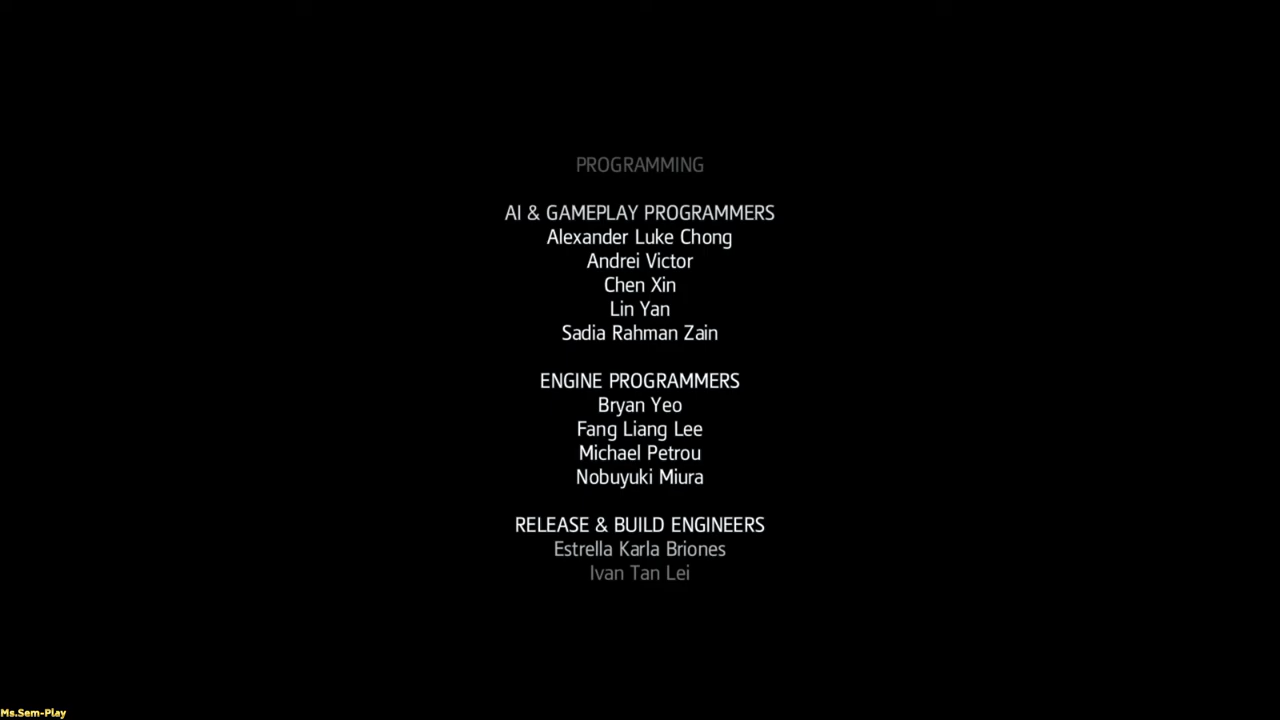 PROGRAMMING
AI & GAMEPLAY PROGRAMMERS
Alexander Luke Chong
Andrei Victor
Chen Xin
Lin Yan
Sadia Rahman Zain
ENGINE PROGRAMMERS
Bryan Yeo
Fang Liang Lee
Michael Petrou
Nobuyuki Miura
RELEASE & BUILD ENGINEERS
Estrella Karla Briones
Ivan Tan Lei
Ms.Sem-Play